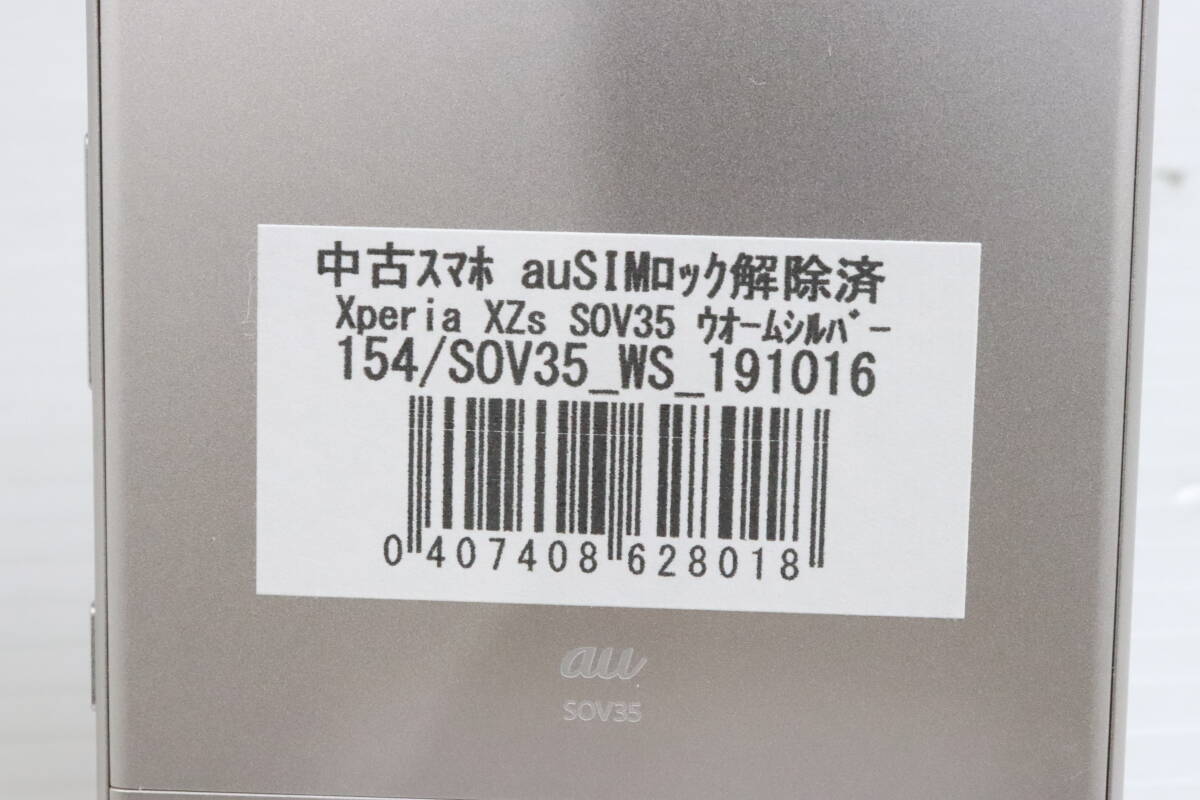 中古ｽﾏﾎ auSIMﾛｯｸ解除済
Xperia XZs SOV35 ｳｵｰﾑｼﾙﾊﾞｰ
154/SOV35_WS_191016
0 407408 628018
au
SOV35